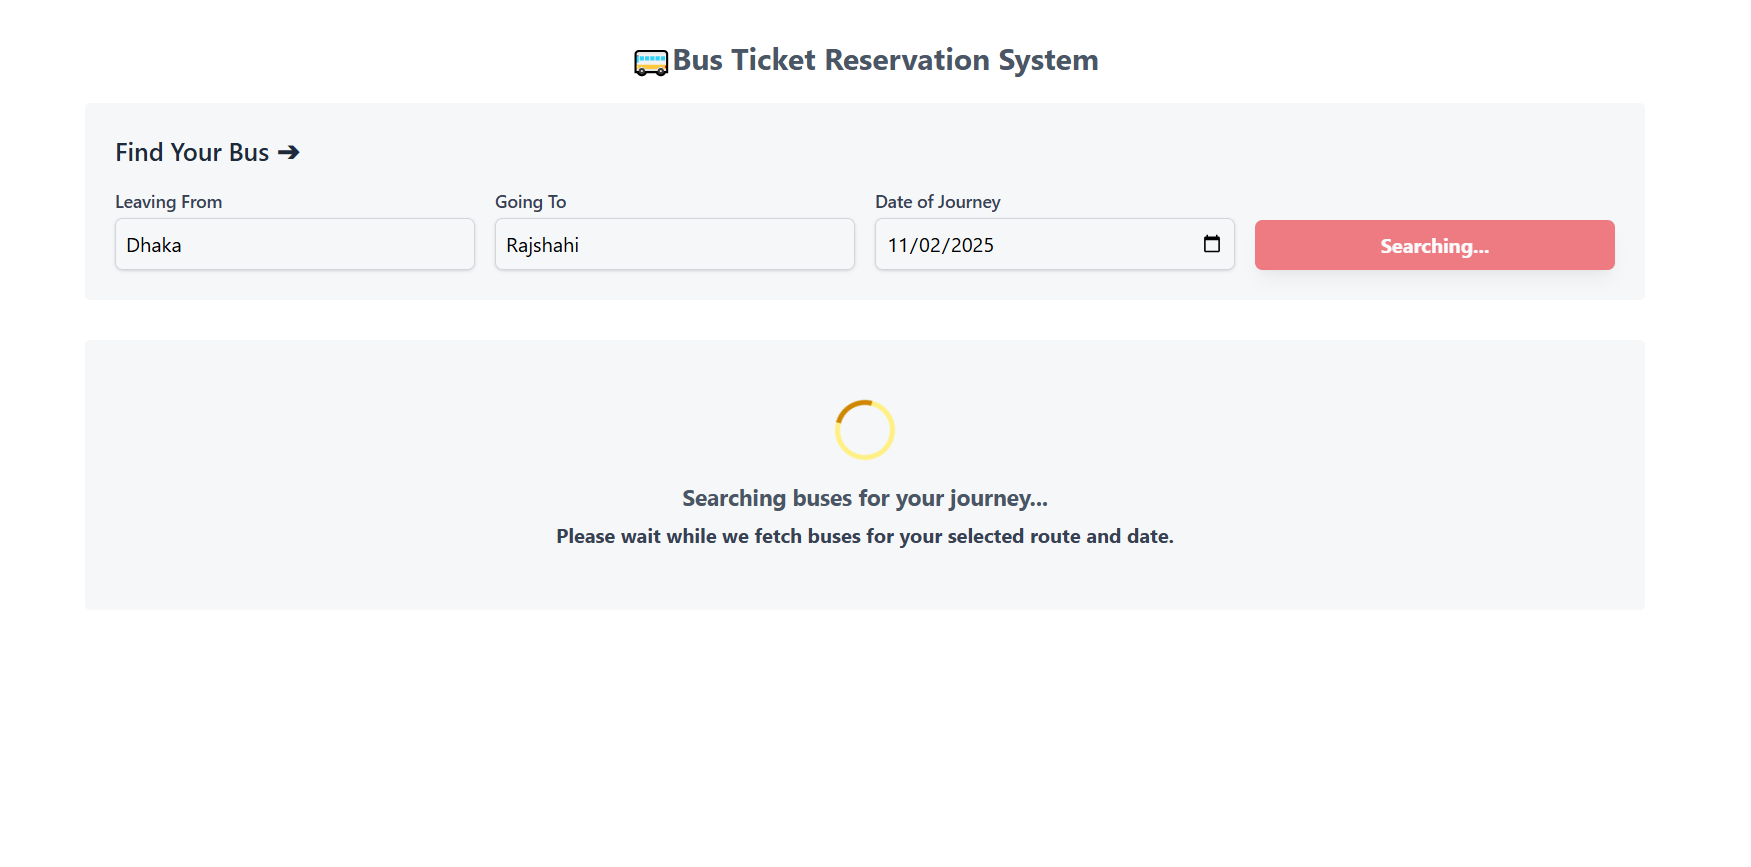 Bus Ticket Reservation System
Find Your Bus ➔
Leaving From
Going To
Date of Journey
Dhaka
Rajshahi
11/02/2025
Searching...
Searching buses for your journey...
Please wait while we fetch buses for your selected route and date.